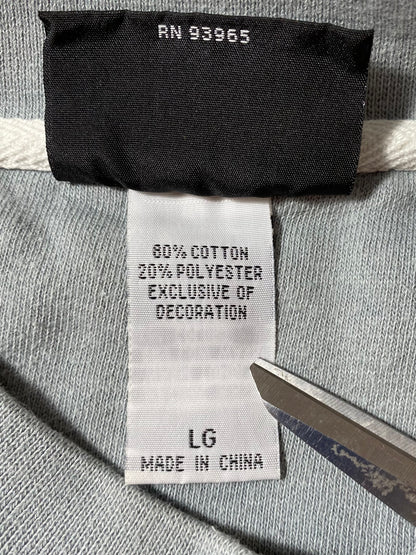 RN 93965
80% COTTON
20% POLYESTER
EXCLUSIVE OF
DECORATION
LG
MADE IN CHINA